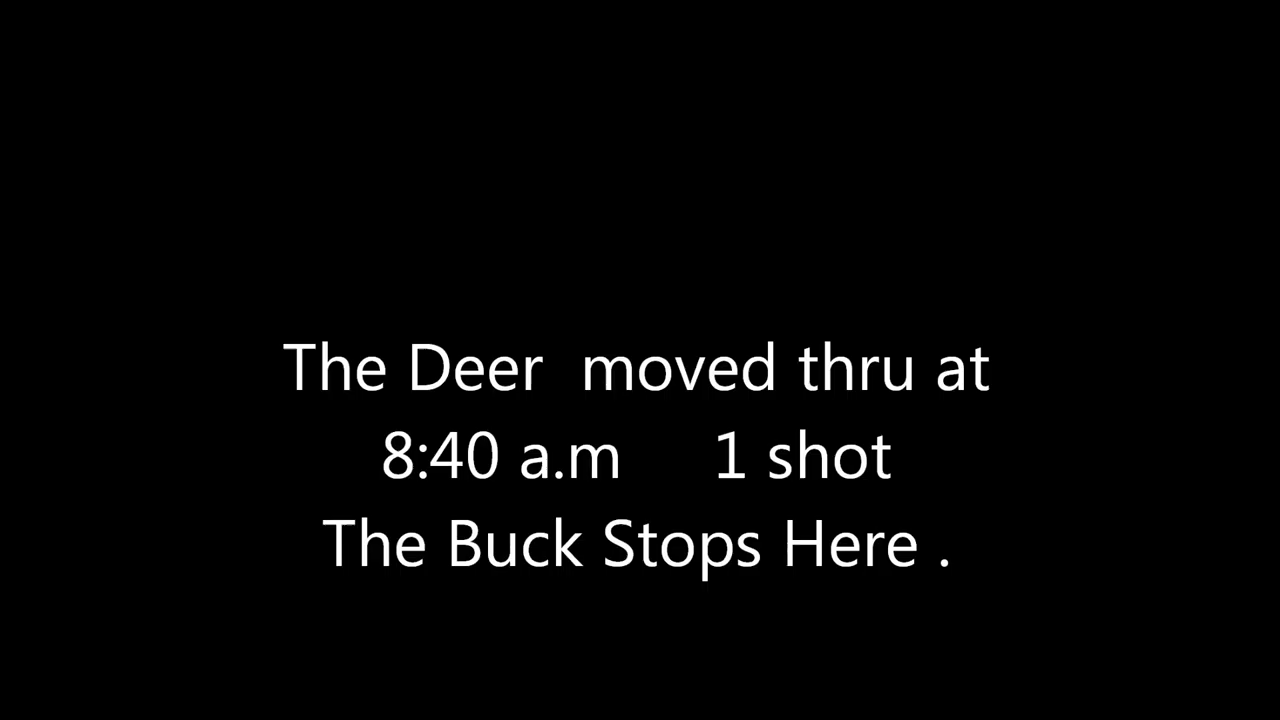 The Deer  moved thru at
8:40 a.m     1 shot
The Buck Stops Here .